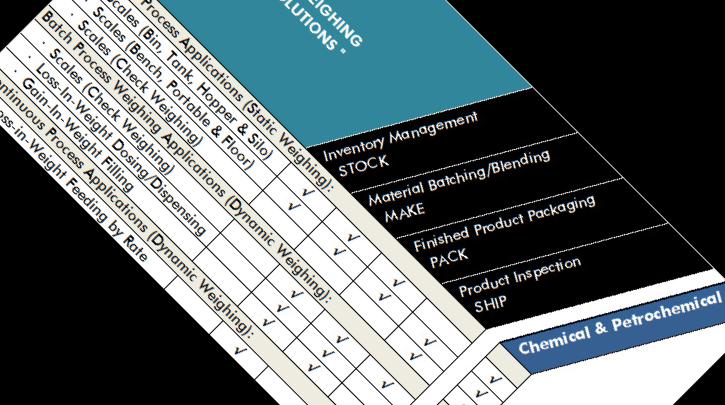 EIGHING
OLUTIONS "
Process Applications (Static Weighing):
Scales (Bin, Tank, Hopper & Silo)
· Scales (Bench, Portable & Floor)
· Scales (Check Weighing)
Batch Process Weighing Applications (Dynamic Weighing):
· Scales (Check Weighing)
· Loss-In-Weight Dosing/Dispensing
· Gain-In-Weight Filling
ontinuous Process Applications (Dynamic Weighing):
oss-in-Weight Feeding by Rate
Inventory Management
STOCK
Material Batching/Blending
MAKE
Finished Product Packaging
PACK
Product Inspection
SHIP
Chemical & Petrochemical